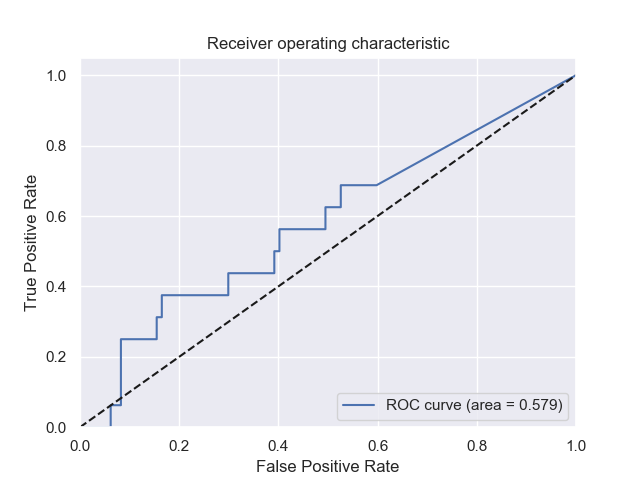 Receiver operating characteristic
True Positive Rate
1.0
0.8
0.6
0.4
0.2
0.0
ROC curve (area = 0.579)
0.0 0.2 0.4 0.6 0.8 1.0
False Positive Rate